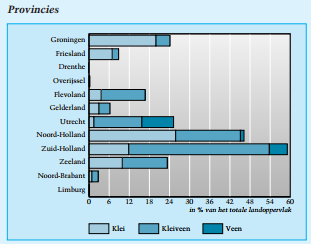 Provincies
Groningen
Friesland
Drenthe
Overijssel
Flevoland
Gelderland
Utrecht
Noord-Holland
Zuid-Holland
Zeeland
Noord-Brabant
Limburg
0 6 12 18 24 30 36 42 48 54 60
in % van het totale landoppervlak
Klei Kleiveen Veen